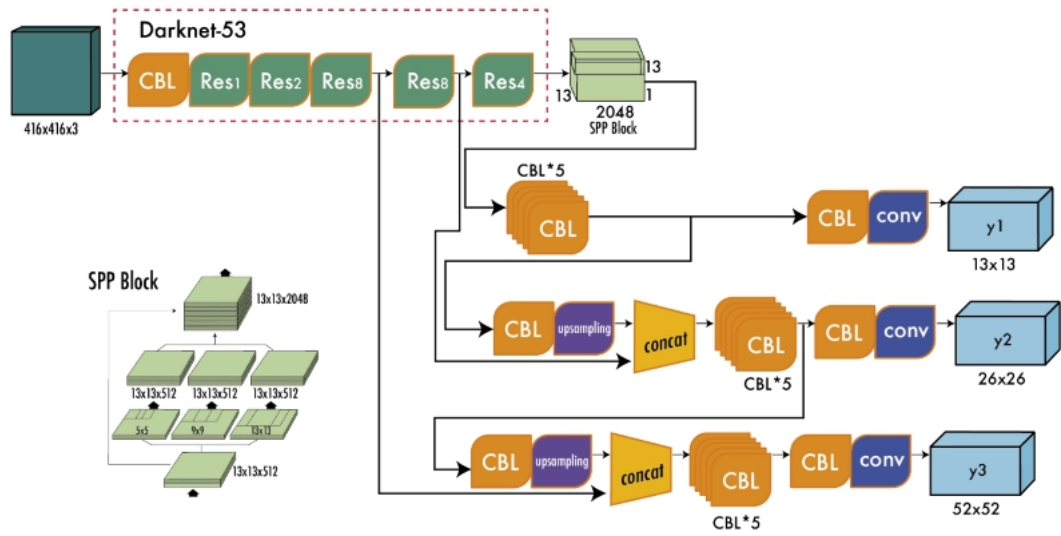 Darknet-53
CBL
Res1
Res2
Res8
Res8
Res4
13
13
1
2048
SPP Block
416x416x3
CBL*5
CBL
CBL
conv
y1
13x13
SPP Block
13x13x2048
13x13x512
13x13x512
13x13x512
5x5
9x9
13x13
13x13x512
CBL
upsampling
concat
CBL
CBL*5
CBL
conv
y2
26x26
CBL
upsampling
concat
CBL
CBL*5
CBL
conv
y3
52x52